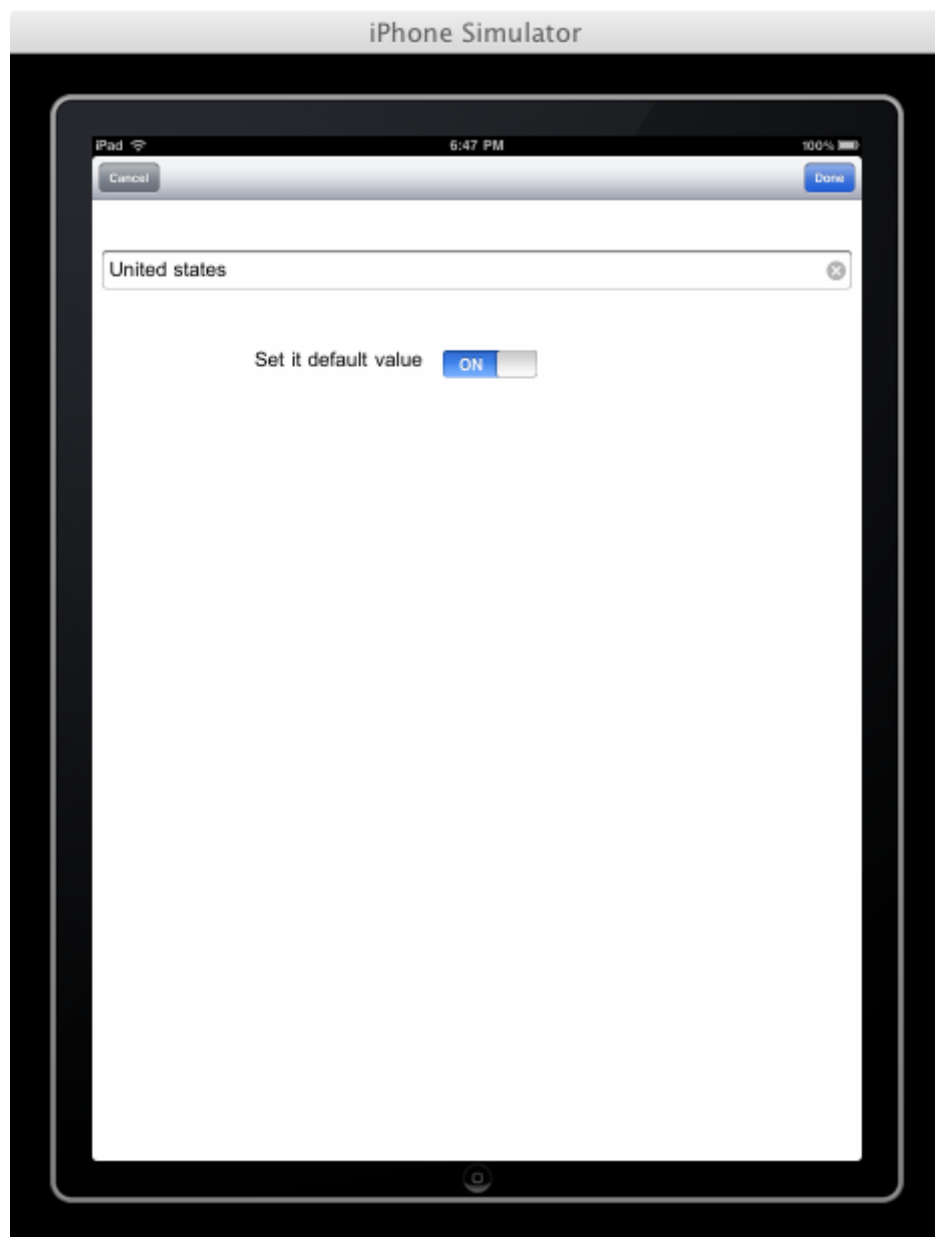 iPhone Simulator
iPad 6:47 PM 100%
Cancel Done
United states
Set it default value ON